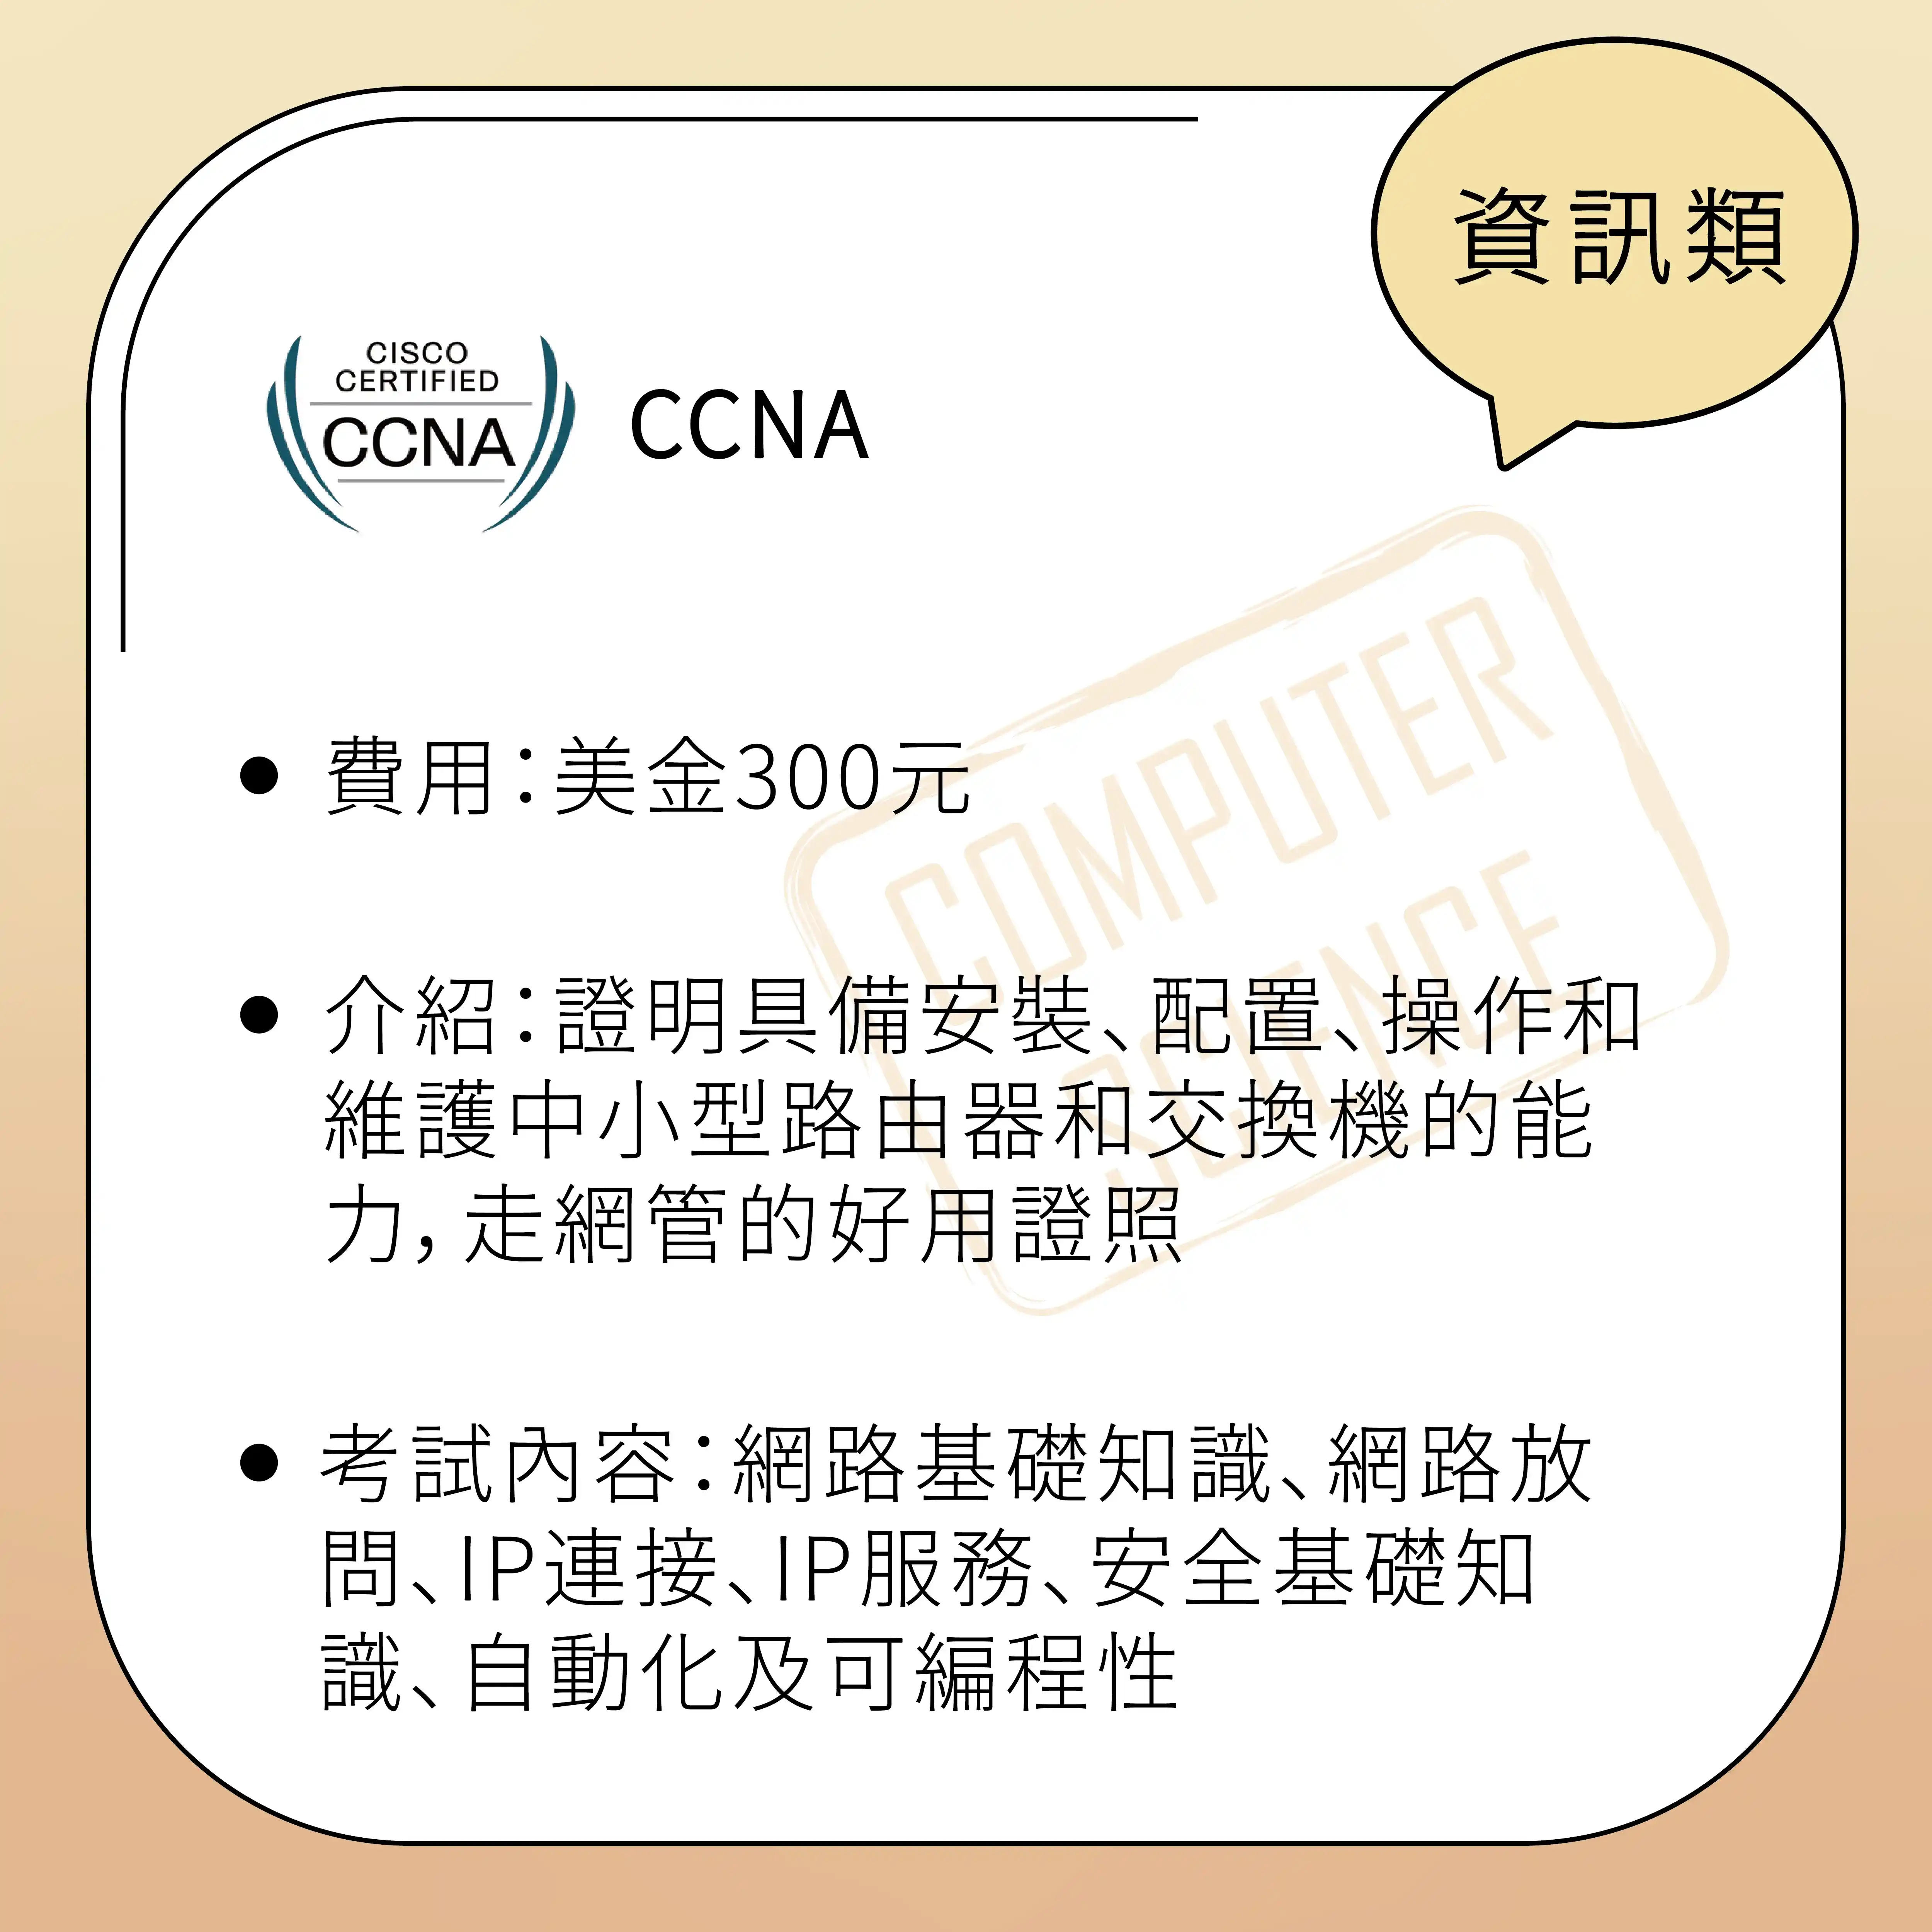 資訊類
CISCO
CERTIFIED
CCNA
CCNA
COMPUTER
SCIENCE
• 費用：美金300元
• 介紹：證明具備安裝、配置、操作和
維護中小型路由器和交換機的能
力，走網管的好用證照
• 考試內容：網路基礎知識、網路放
問、IP連接、IP服務、安全基礎知
識、自動化及可編程性